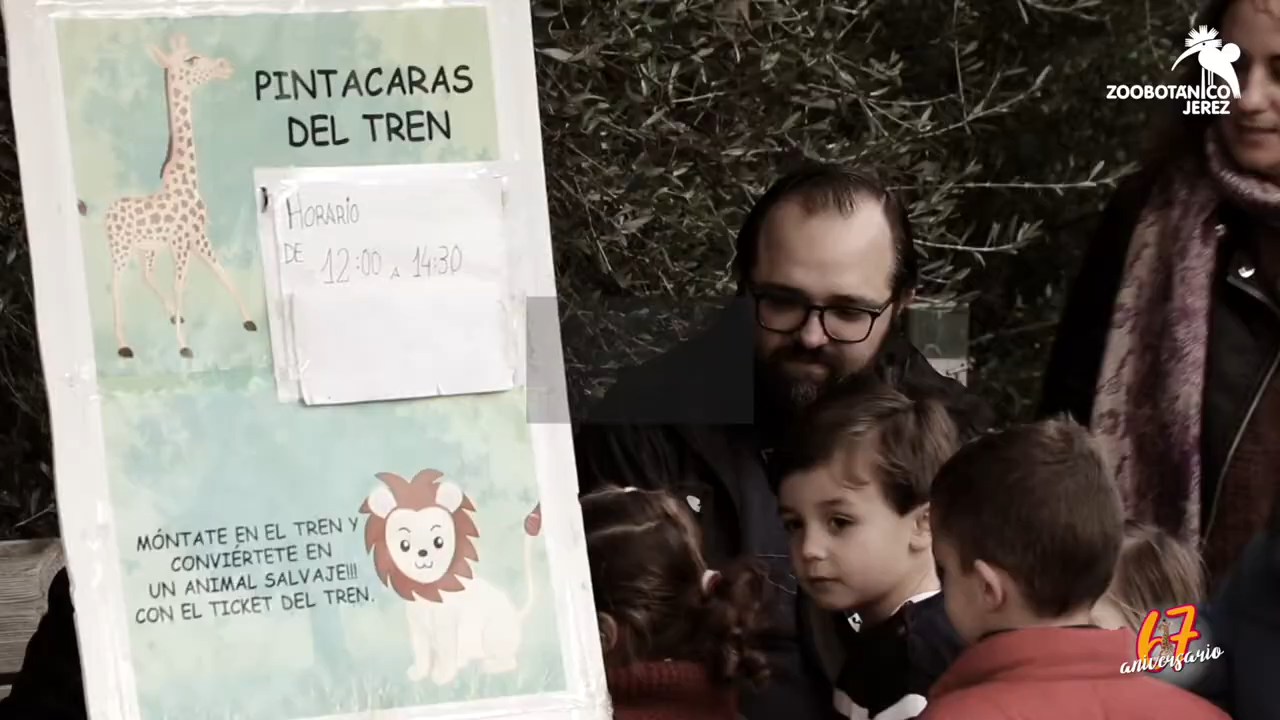 PINTACARAS
DEL TREN
HORARIO
DE 12:00 A 14:30
MÓNTATE EN EL TREN Y
CONVIÉRTETE EN
UN ANIMAL SALVAJE!!!
CON EL TICKET DEL TREN.
ZOOBOTÁNICO
JEREZ
67
aniversario